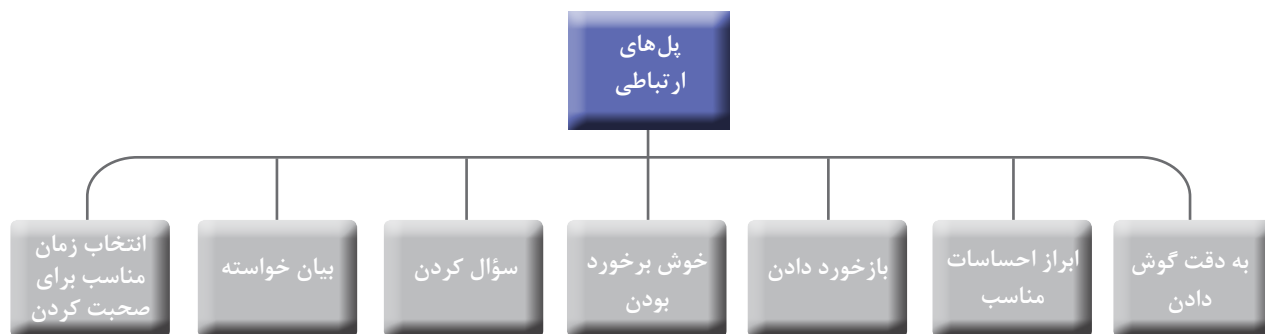 پل‌های
ارتباطی
به دقت گوش
دادن
ابراز احساسات
مناسب
بازخورد دادن
خوش برخورد
بودن
سؤال کردن
بیان خواسته
انتخاب زمان
مناسب برای
صحبت کردن